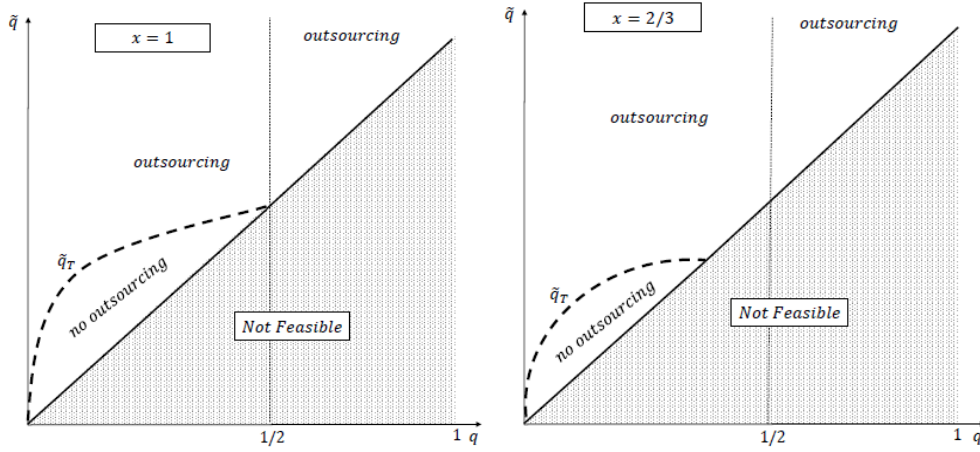 q̃
x = 1
outsourcing
outsourcing
q̃_T
no outsourcing
Not Feasible
1/2
1 q
q̃
x = 2/3
outsourcing
outsourcing
q̃_T
no outsourcing
Not Feasible
1/2
1 q